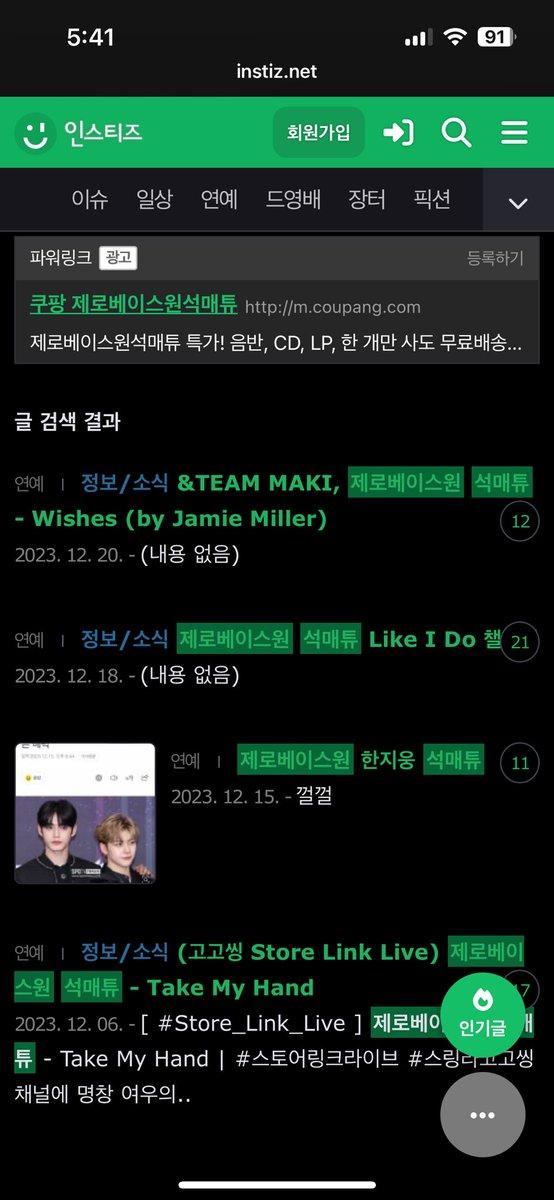 5:41
91
instiz.net
인스티즈
회원가입
이슈 일상 연예 드영배 장터 픽션
파워링크 광고 등록하기
쿠팡 제로베이스원석매튜 http://m.coupang.com
제로베이스원석매튜 특가! 음반, CD, LP, 한 개만 사도 무료배송...
글 검색 결과
연예 | 정보/소식 &TEAM MAKI, 제로베이스원 석매튜
- Wishes (by Jamie Miller)
12
2023. 12. 20. - (내용 없음)
연예 | 정보/소식 제로베이스원 석매튜 Like I Do 챌
21
2023. 12. 18. - (내용 없음)
연예 | 제로베이스원 한지웅 석매튜
11
2023. 12. 15. - 껄껄
연예 | 정보/소식 (고고씽 Store Link Live) 제로베이
스원 석매튜 - Take My Hand
17
2023. 12. 06. - [ #Store_Link_Live ] 제로베이
인기글
튜 - Take My Hand | #스토어링크라이브 #스링라고고씽
채널에 명창 여우의..